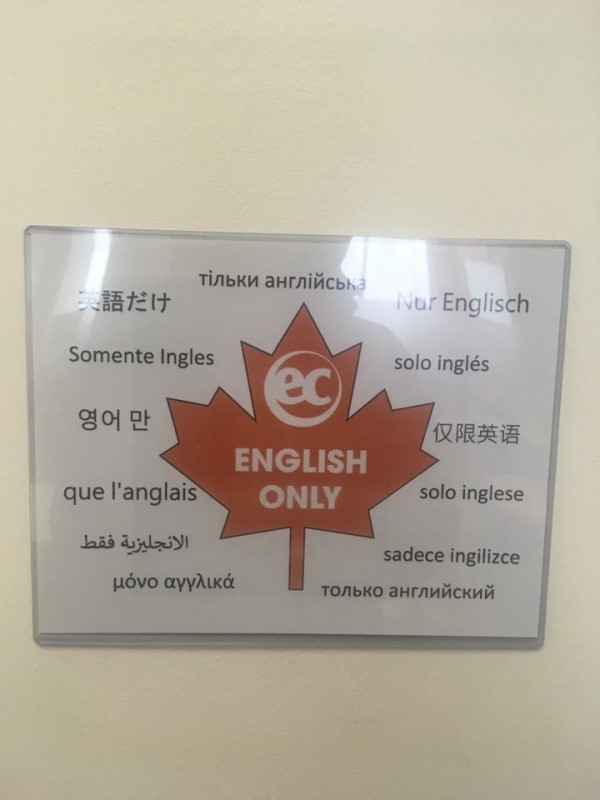 тільки англійська
英語だけ
Nur Englisch
Somente Ingles
solo inglés
ec
영어 만
仅限英语
ENGLISH
ONLY
que l'anglais
solo inglese
الانجليزية فقط
sadece ingilizce
μόνο αγγλικά
только английский